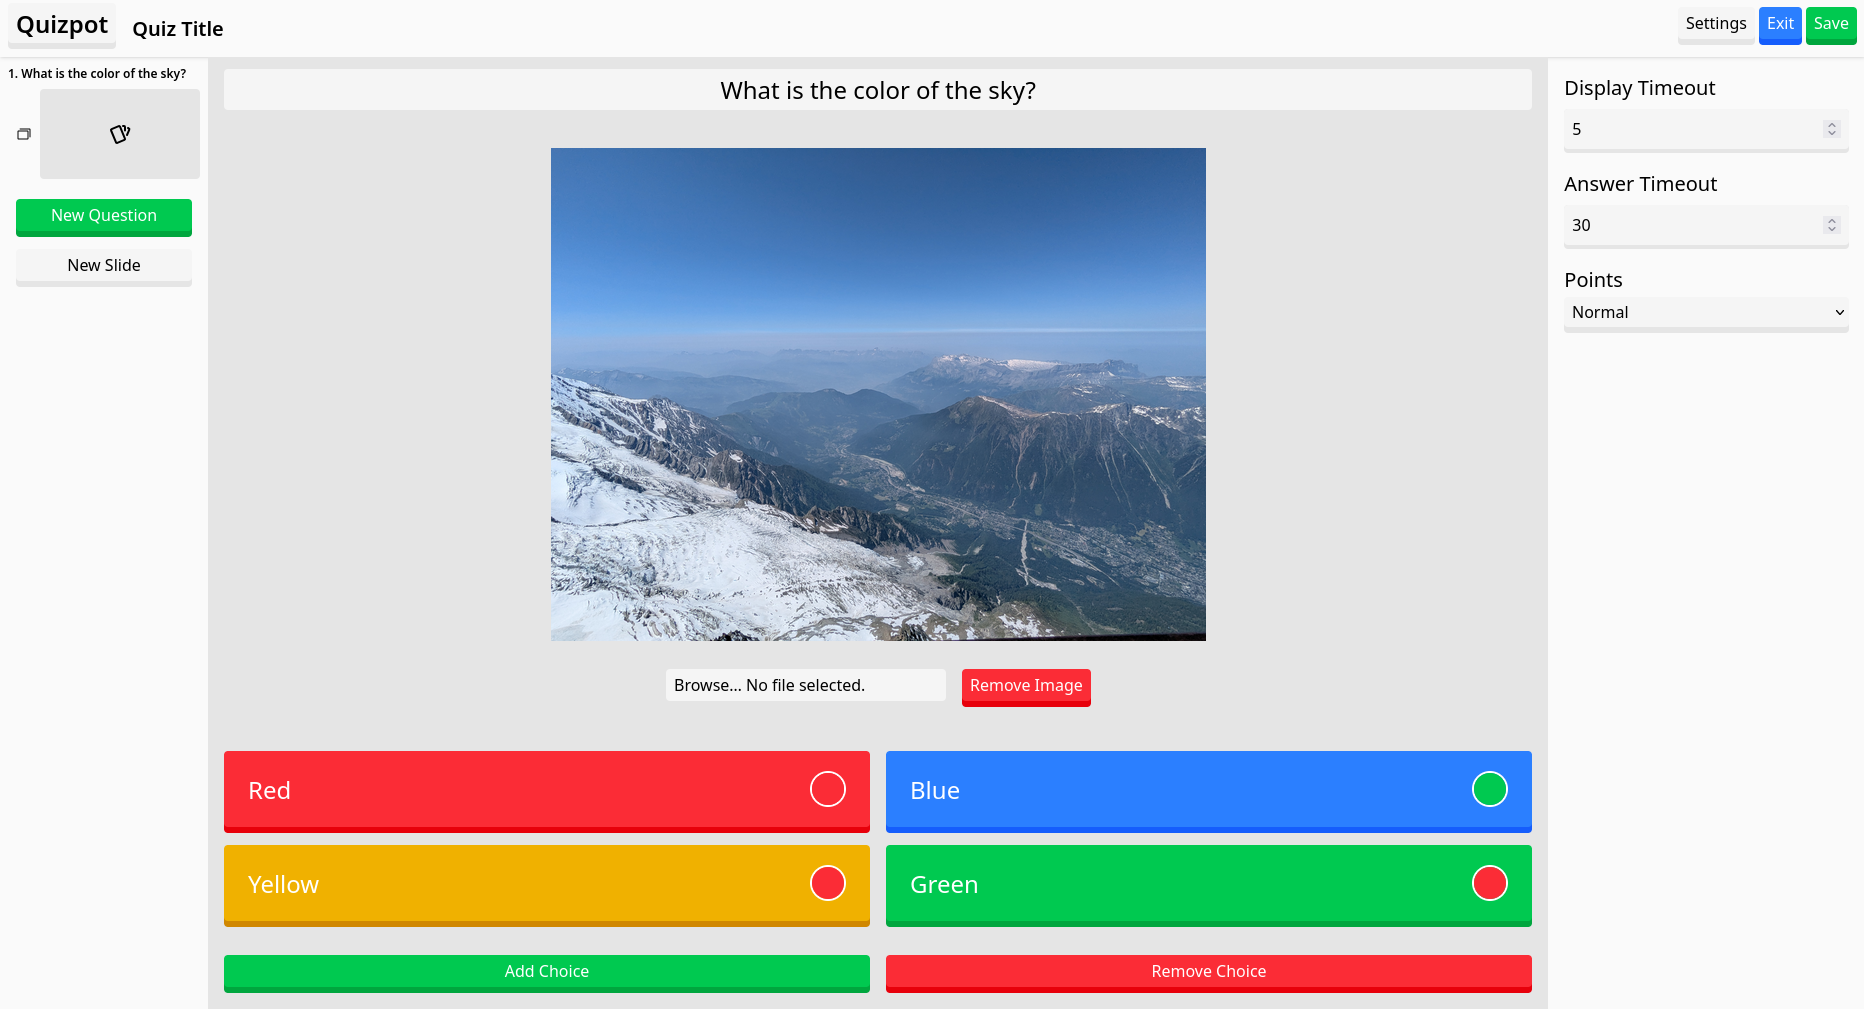 Quizpot
Quiz Title
Settings
Exit
Save
1. What is the color of the sky?
New Question
New Slide
What is the color of the sky?
Browse... No file selected.
Remove Image
Red
Blue
Yellow
Green
Add Choice
Remove Choice
Display Timeout
5
Answer Timeout
30
Points
Normal